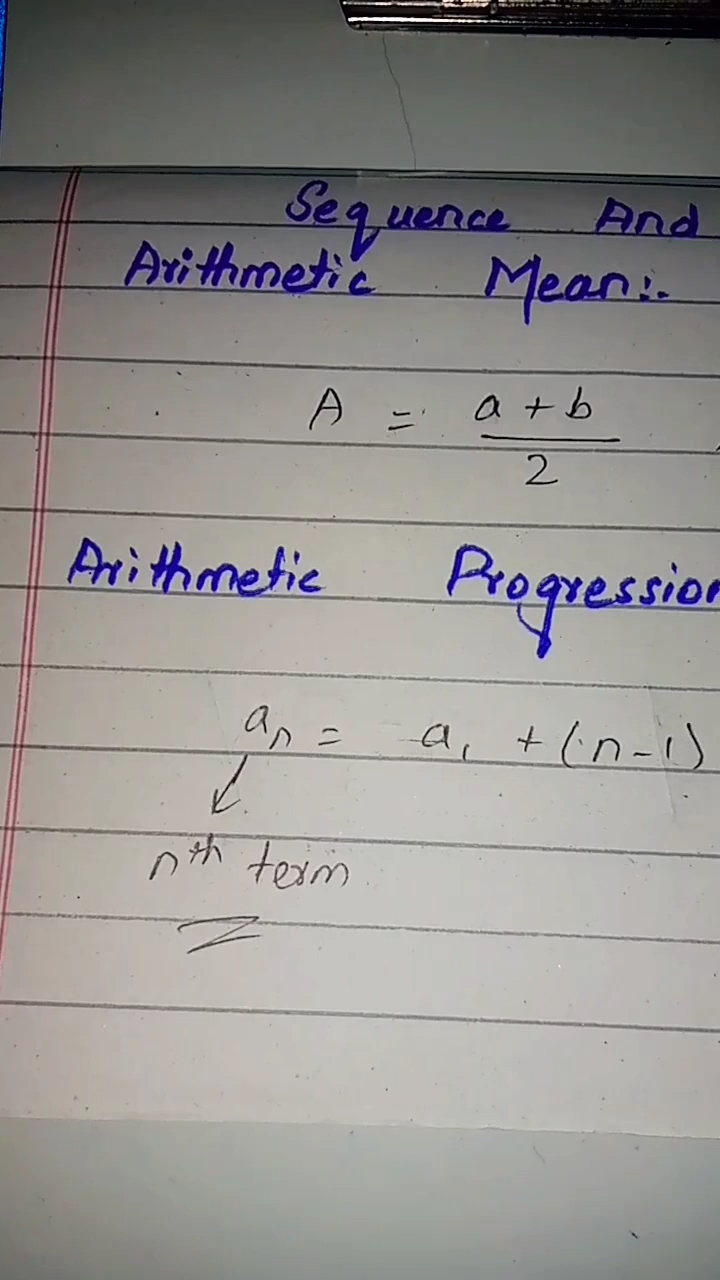 Sequence And
Arithmetic Mean:-
A = a + b
2
Arithmetic Progression
aₙ = a₁ + (n-1)
nᵗʰ term